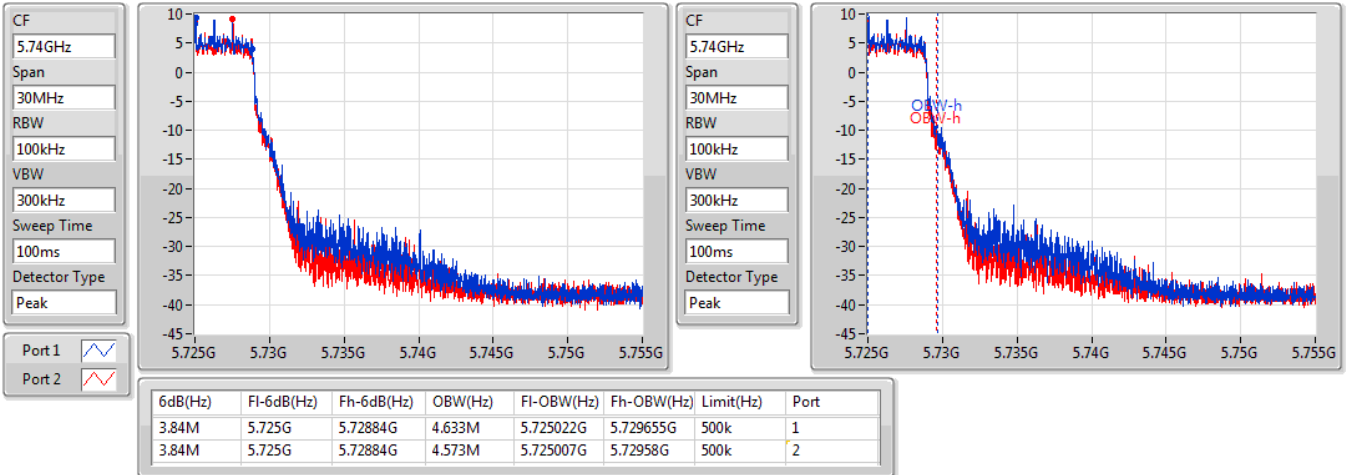 CF
5.74GHz
Span
30MHz
RBW
100kHz
VBW
300kHz
Sweep Time
100ms
Detector Type
Peak
Port 1
Port 2
10
5
0
-5
-10
-15
-20
-25
-30
-35
-40
-45
5.725G 5.73G 5.735G 5.74G 5.745G 5.75G 5.755G
CF
5.74GHz
Span
30MHz
RBW
100kHz
VBW
300kHz
Sweep Time
100ms
Detector Type
Peak
10
5
0
-5
-10
-15
-20
-25
-30
-35
-40
-45
OBW-h
OBW-h
5.725G 5.73G 5.735G 5.74G 5.745G 5.75G 5.755G
6dB(Hz) Fl-6dB(Hz) Fh-6dB(Hz) OBW(Hz) Fl-OBW(Hz) Fh-OBW(Hz) Limit(Hz) Port
3.84M 5.725G 5.72884G 4.633M 5.725022G 5.729655G 500k 1
3.84M 5.725G 5.72884G 4.573M 5.725007G 5.72958G 500k 2